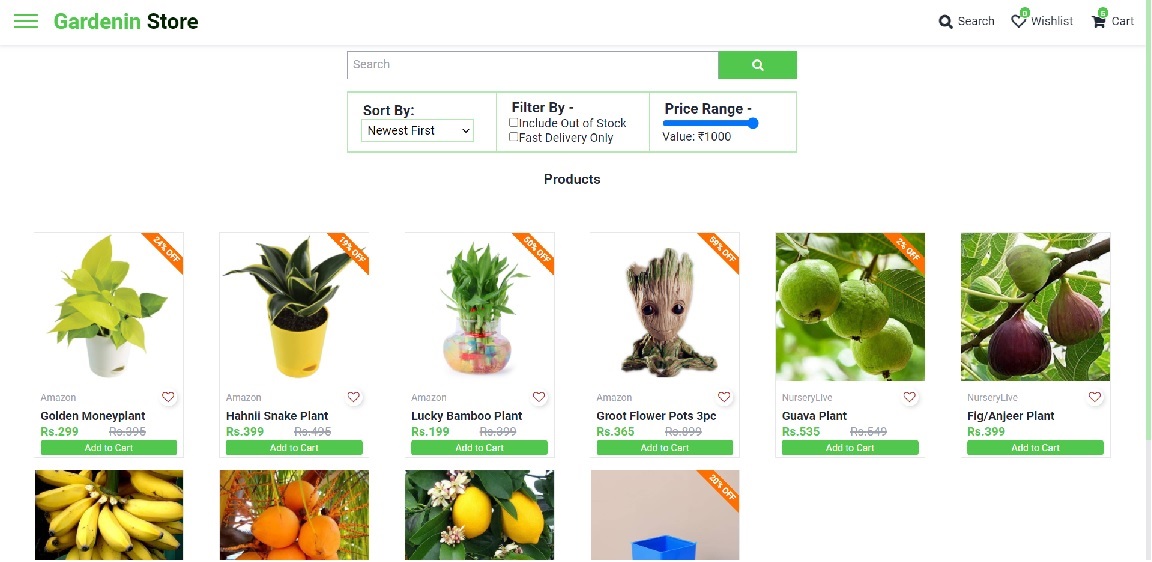 Gardenin Store
Search
0
Wishlist
6
Cart
Search
Sort By:
Newest First
Filter By -
Include Out of Stock
Fast Delivery Only
Price Range -
Value: ₹1000
Products
24% OFF
19% OFF
50% OFF
59% OFF
2% OFF
Amazon
Golden Moneyplant
Rs.299 Rs.395
Add to Cart
Amazon
Hahnii Snake Plant
Rs.399 Rs.495
Add to Cart
Amazon
Lucky Bamboo Plant
Rs.199 Rs.399
Add to Cart
Amazon
Groot Flower Pots 3pc
Rs.365 Rs.899
Add to Cart
NurseryLive
Guava Plant
Rs.535 Rs.549
Add to Cart
NurseryLive
Fig/Anjeer Plant
Rs.399
Add to Cart
20% OFF